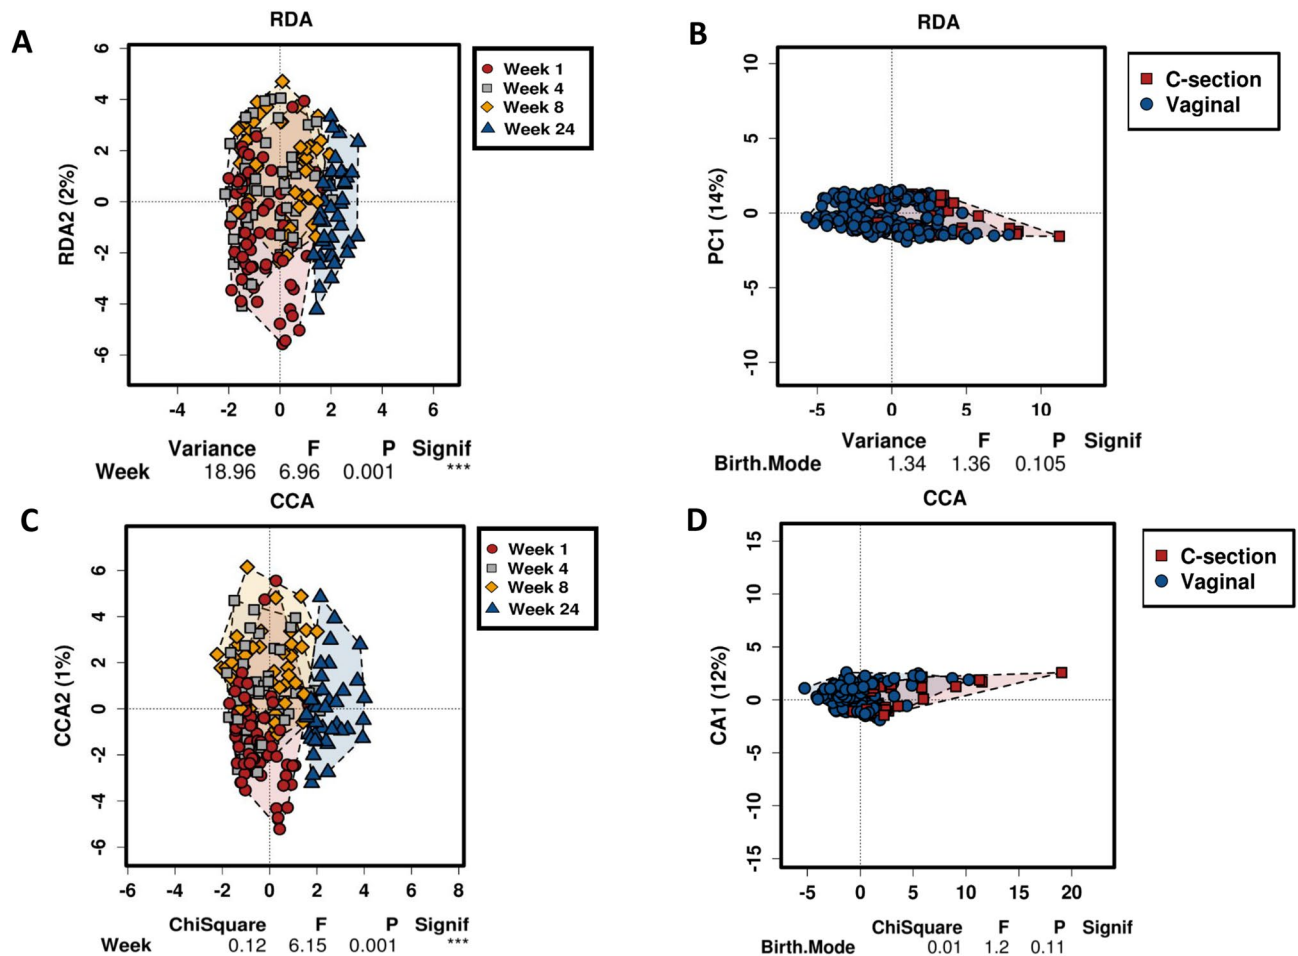 A
RDA
6
4
2
0
-2
-4
-6
RDA2 (2%)
-4 -2 0 2 4 6
Week 1
Week 4
Week 8
Week 24
Variance F P Signif
Week 18.96 6.96 0.001 ***
B
RDA
10
5
0
-5
-10
PC1 (14%)
-5 0 5 10
C-section
Vaginal
Variance F P Signif
Birth.Mode 1.34 1.36 0.105
C
CCA
6
4
2
0
-2
-4
-6
CCA2 (1%)
-6 -4 -2 0 2 4 6 8
Week 1
Week 4
Week 8
Week 24
ChiSquare F P Signif
Week 0.12 6.15 0.001 ***
D
CCA
15
10
5
0
-5
-10
-15
CA1 (12%)
-5 0 5 10 15 20
C-section
Vaginal
ChiSquare F P Signif
Birth.Mode 0.01 1.2 0.11